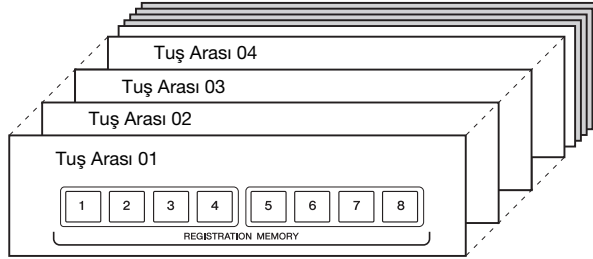 Tuş Arası 04
Tuş Arası 03
Tuş Arası 02
Tuş Arası 01
1 2 3 4 5 6 7 8
REGISTRATION MEMORY